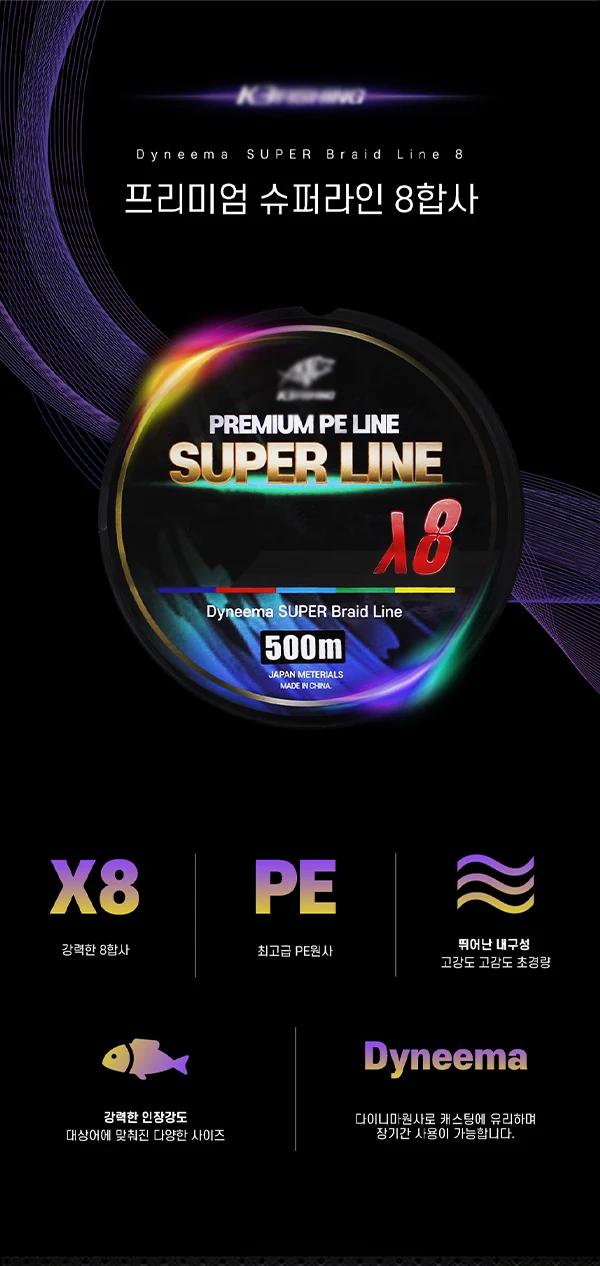 K3FISHING
Dyneema SUPER Braid Line 8
프리미엄 슈퍼라인 8합사
PREMIUM PE LINE
SUPER LINE
X8
Dyneema SUPER Braid Line
500m
JAPAN METERIALS
MADE IN CHINA.
X8
강력한 8합사
PE
최고급 PE원사
뛰어난 내구성
고강도 고감도 초경량
강력한 인장강도
대상어에 맞춰진 다양한 사이즈
Dyneema
다이니마원사로 캐스팅에 유리하며
장기간 사용이 가능합니다.